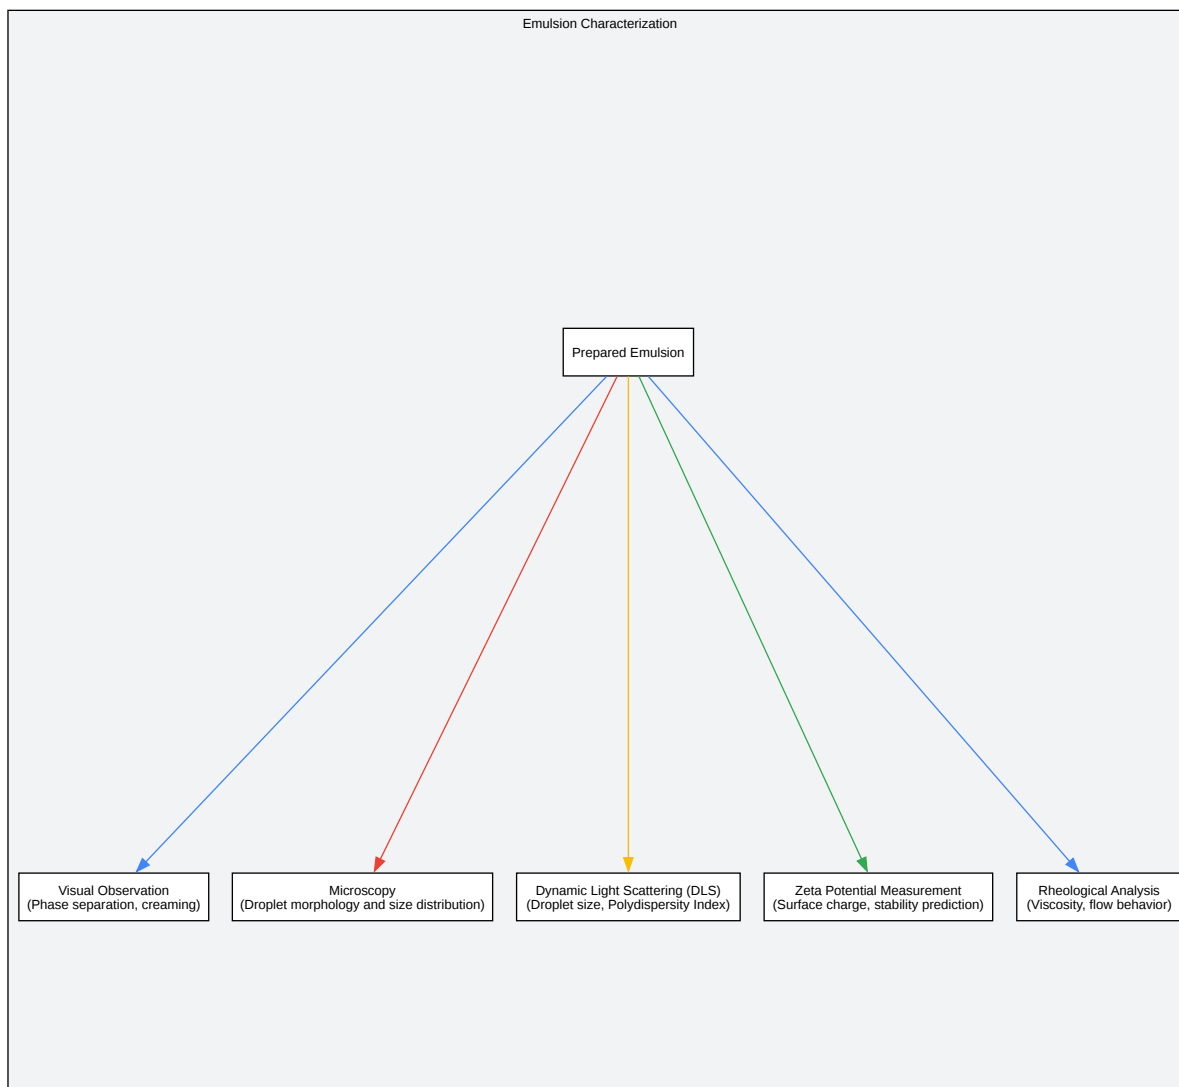 Emulsion Characterization
Prepared Emulsion
Visual Observation
(Phase separation, creaming)
Microscopy
(Droplet morphology and size distribution)
Dynamic Light Scattering (DLS)
(Droplet size, Polydispersity Index)
Zeta Potential Measurement
(Surface charge, stability prediction)
Rheological Analysis
(Viscosity, flow behavior)